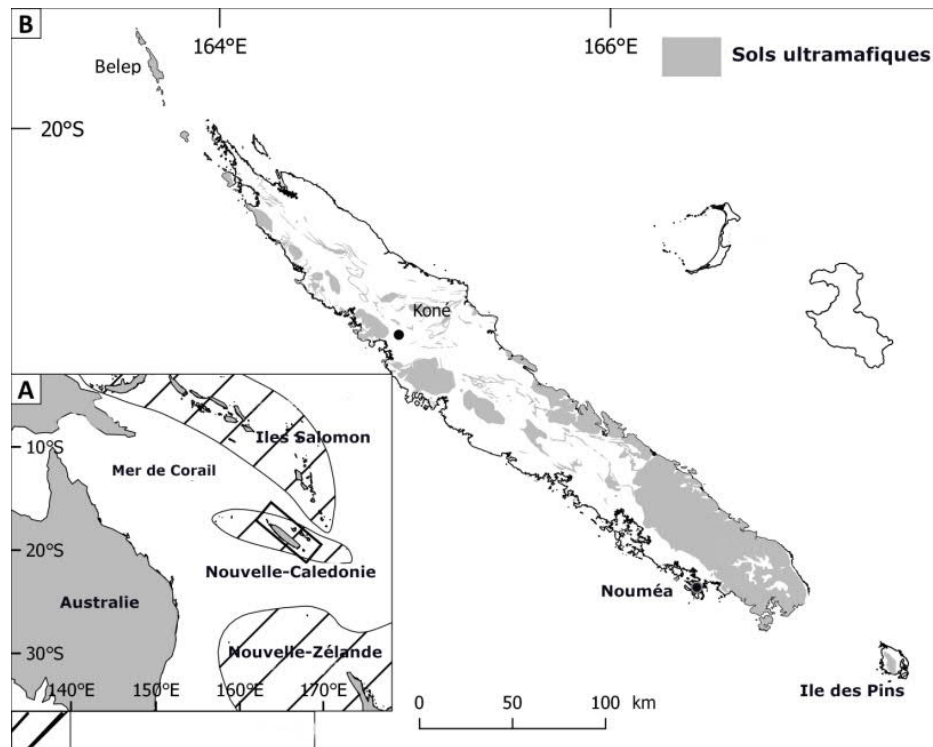 B
164°E
166°E
Belep
Sols ultramafiques
20°S
Koné
A
10°S
Iles Salomon
Mer de Corail
20°S
Nouvelle-Caledonie
Australie
Nouméa
30°S
Nouvelle-Zélande
140°E
150°E
160°E
170°E
Ile des Pins
0
50
100
km